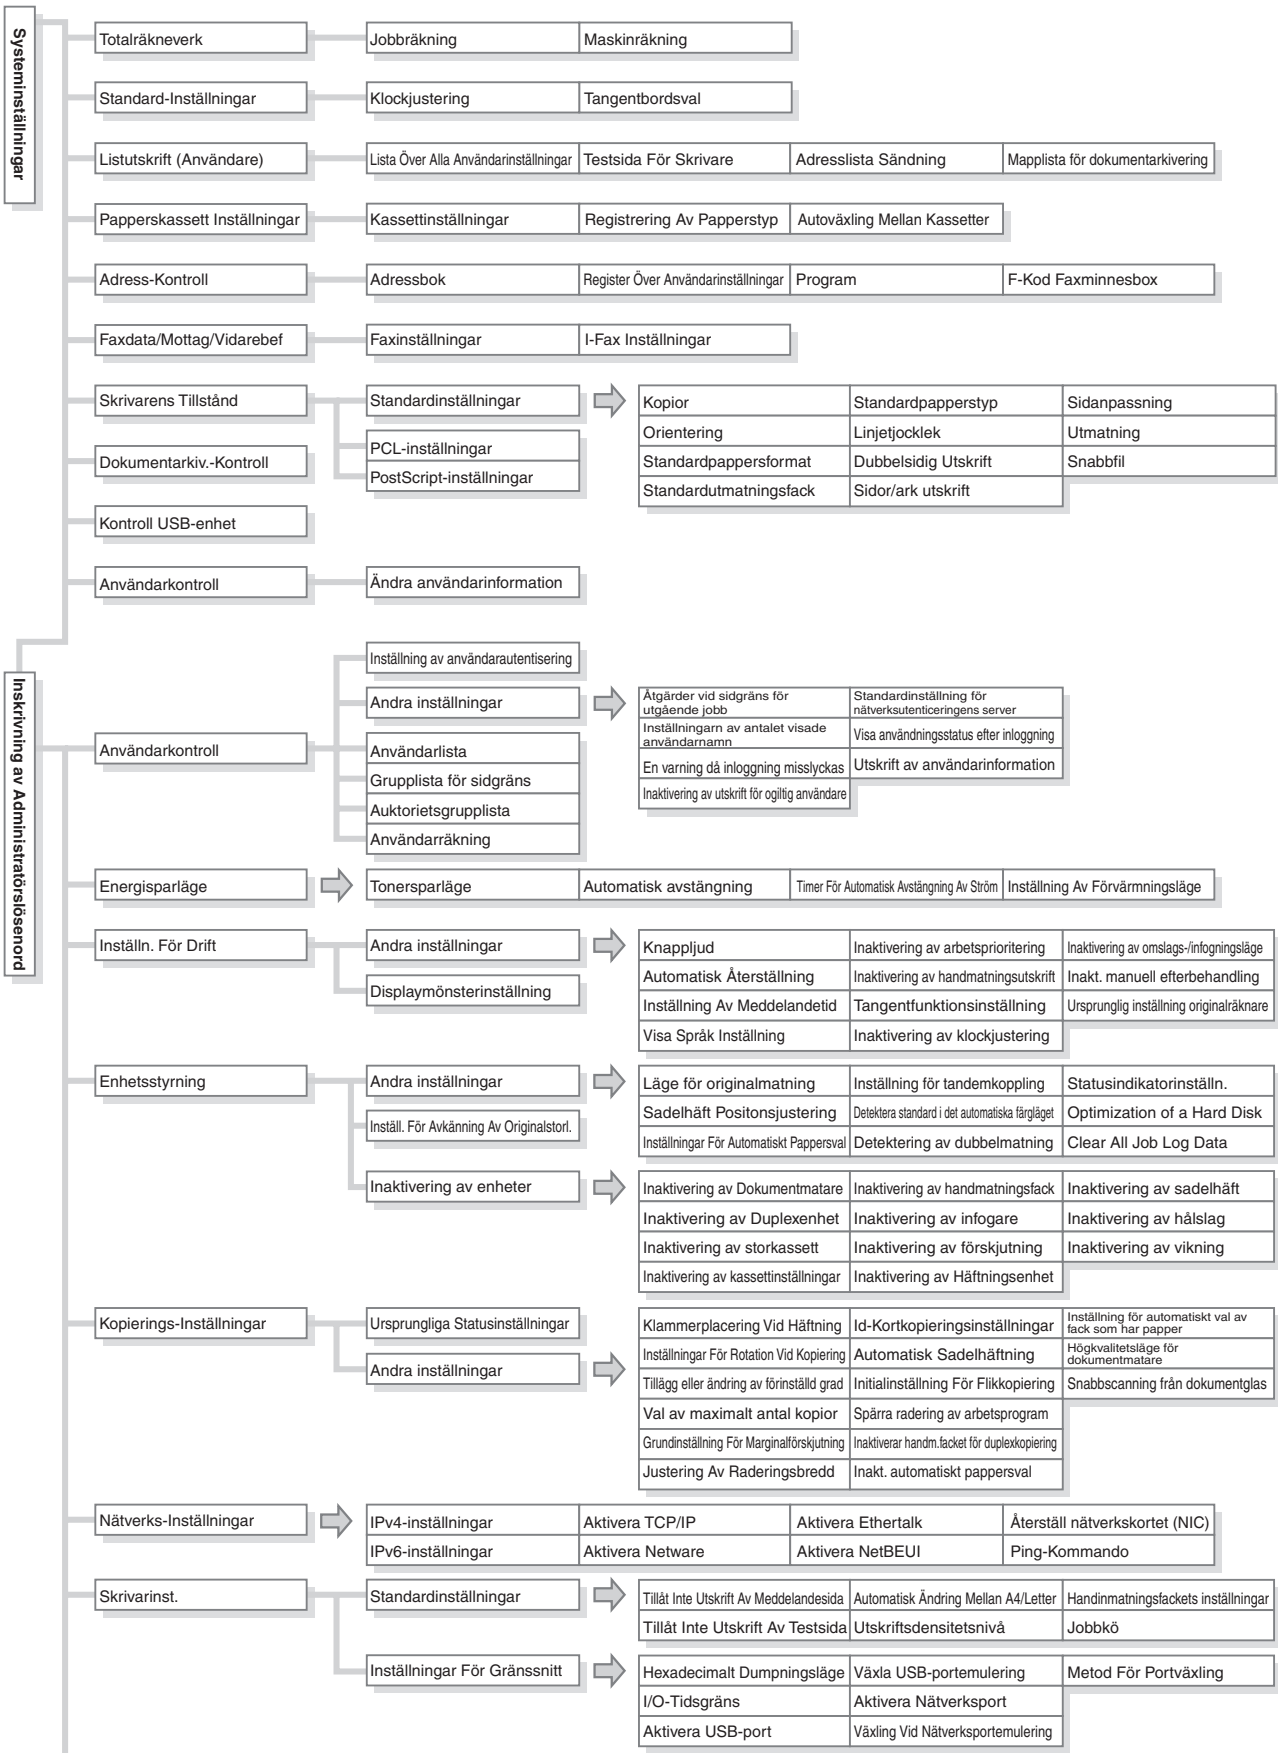 Systeminställningar
Totalräkneverk
Jobbräkning
Maskinräkning
Standard-Inställningar
Klockjustering
Tangentbordsval
Listutskrift (Användare)
Lista Över Alla Användarinställningar
Testsida För Skrivare
Adresslista Sändning
Mapplista för dokumentarkivering
Papperskassett Inställningar
Kassettinställningar
Registrering Av Papperstyp
Autoväxling Mellan Kassetter
Adress-Kontroll
Adressbok
Register Över Användarinställningar
Program
F-Kod Faxminnesbox
Faxdata/Mottag/Vidarebef
Faxinställningar
I-Fax Inställningar
Skrivarens Tillstånd
Standardinställningar
Kopior
Standardpapperstyp
Sidanpassning
Orientering
Linjetjocklek
Utmatning
Standardpappersformat
Dubbelsidig Utskrift
Snabbfil
Standardutmatningsfack
Sidor/ark utskrift
PCL-inställningar
PostScript-inställningar
Dokumentarkiv.-Kontroll
Kontroll USB-enhet
Användarkontroll
Ändra användarinformation
Inskrivning av Administratörslösenord
Användarkontroll
Inställning av användarautentisering
Andra inställningar
Åtgärder vid sidgräns för
utgående jobb
Standardinställning för
nätverksutenticeringens server
Inställningarn av antalet visade
användarnamn
Visa användningsstatus efter inloggning
En varning då inloggning misslyckas
Utskrift av användarinformation
Inaktivering av utskrift för ogiltig användare
Användarlista
Grupplista för sidgräns
Auktorietsgrupplista
Användarräkning
Energisparläge
Tonersparläge
Automatisk avstängning
Timer För Automatisk Avstängning Av Ström
Inställning Av Förvärmningsläge
Inställn. För Drift
Andra inställningar
Knappljud
Inaktivering av arbetsprioritering
Inaktivering av omslags-/infogningsläge
Automatisk Återställning
Inaktivering av handmatningsutskrift
Inakt. manuell efterbehandling
Inställning Av Meddelandetid
Tangentfunktionsinställning
Ursprunglig inställning originalräknare
Visa Språk Inställning
Inaktivering av klockjustering
Displaymönsterinställning
Enhetsstyrning
Andra inställningar
Läge för originalmatning
Inställning för tandemkoppling
Statusindikatorinställn.
Sadelhäft Positonsjustering
Detektera standard i det automatiska färgläget
Optimization of a Hard Disk
Inställningar För Automatiskt Pappersval
Detektering av dubbelmatning
Clear All Job Log Data
Inställ. För Avkänning Av Originalstorl.
Inaktivering av enheter
Inaktivering av Dokumentmatare
Inaktivering av handmatningsfack
Inaktivering av sadelhäft
Inaktivering av Duplexenhet
Inaktivering av infogare
Inaktivering av hålslag
Inaktivering av storkassett
Inaktivering av förskjutning
Inaktivering av vikning
Inaktivering av kassettinställningar
Inaktivering av Häftningsenhet
Kopierings-Inställningar
Ursprungliga Statusinställningar
Andra inställningar
Klammerplacering Vid Häftning
Id-Kortkopieringsinställningar
Inställning för automatiskt val av
fack som har papper
Inställningar För Rotation Vid Kopiering
Automatisk Sadelhäftning
Högkvalitetsläge för
dokumentmatare
Tillägg eller ändring av förinställd grad
Initialinställning För Flikkopiering
Snabbscanning från dokumentglas
Val av maximalt antal kopior
Spärra radering av arbetsprogram
Grundinställning För Marginalförskjutning
Inaktiverar handm.facket för duplexkopiering
Justering Av Raderingsbredd
Inakt. automatiskt pappersval
Nätverks-Inställningar
IPv4-inställningar
Aktivera TCP/IP
Aktivera Ethertalk
Återställ nätverkskortet (NIC)
IPv6-inställningar
Aktivera Netware
Aktivera NetBEUI
Ping-Kommando
Skrivarinst.
Standardinställningar
Tillåt Inte Utskrift Av Meddelandesida
Automatisk Ändring Mellan A4/Letter
Handinmatningsfackets inställningar
Tillåt Inte Utskrift Av Testsida
Utskriftsdensitetsnivå
Jobbkö
Inställningar För Gränssnitt
Hexadecimalt Dumpningsläge
Växla USB-portemulering
Metod För Portväxling
I/O-Tidsgräns
Aktivera Nätverksport
Aktivera USB-port
Växling Vid Nätverksportemulering